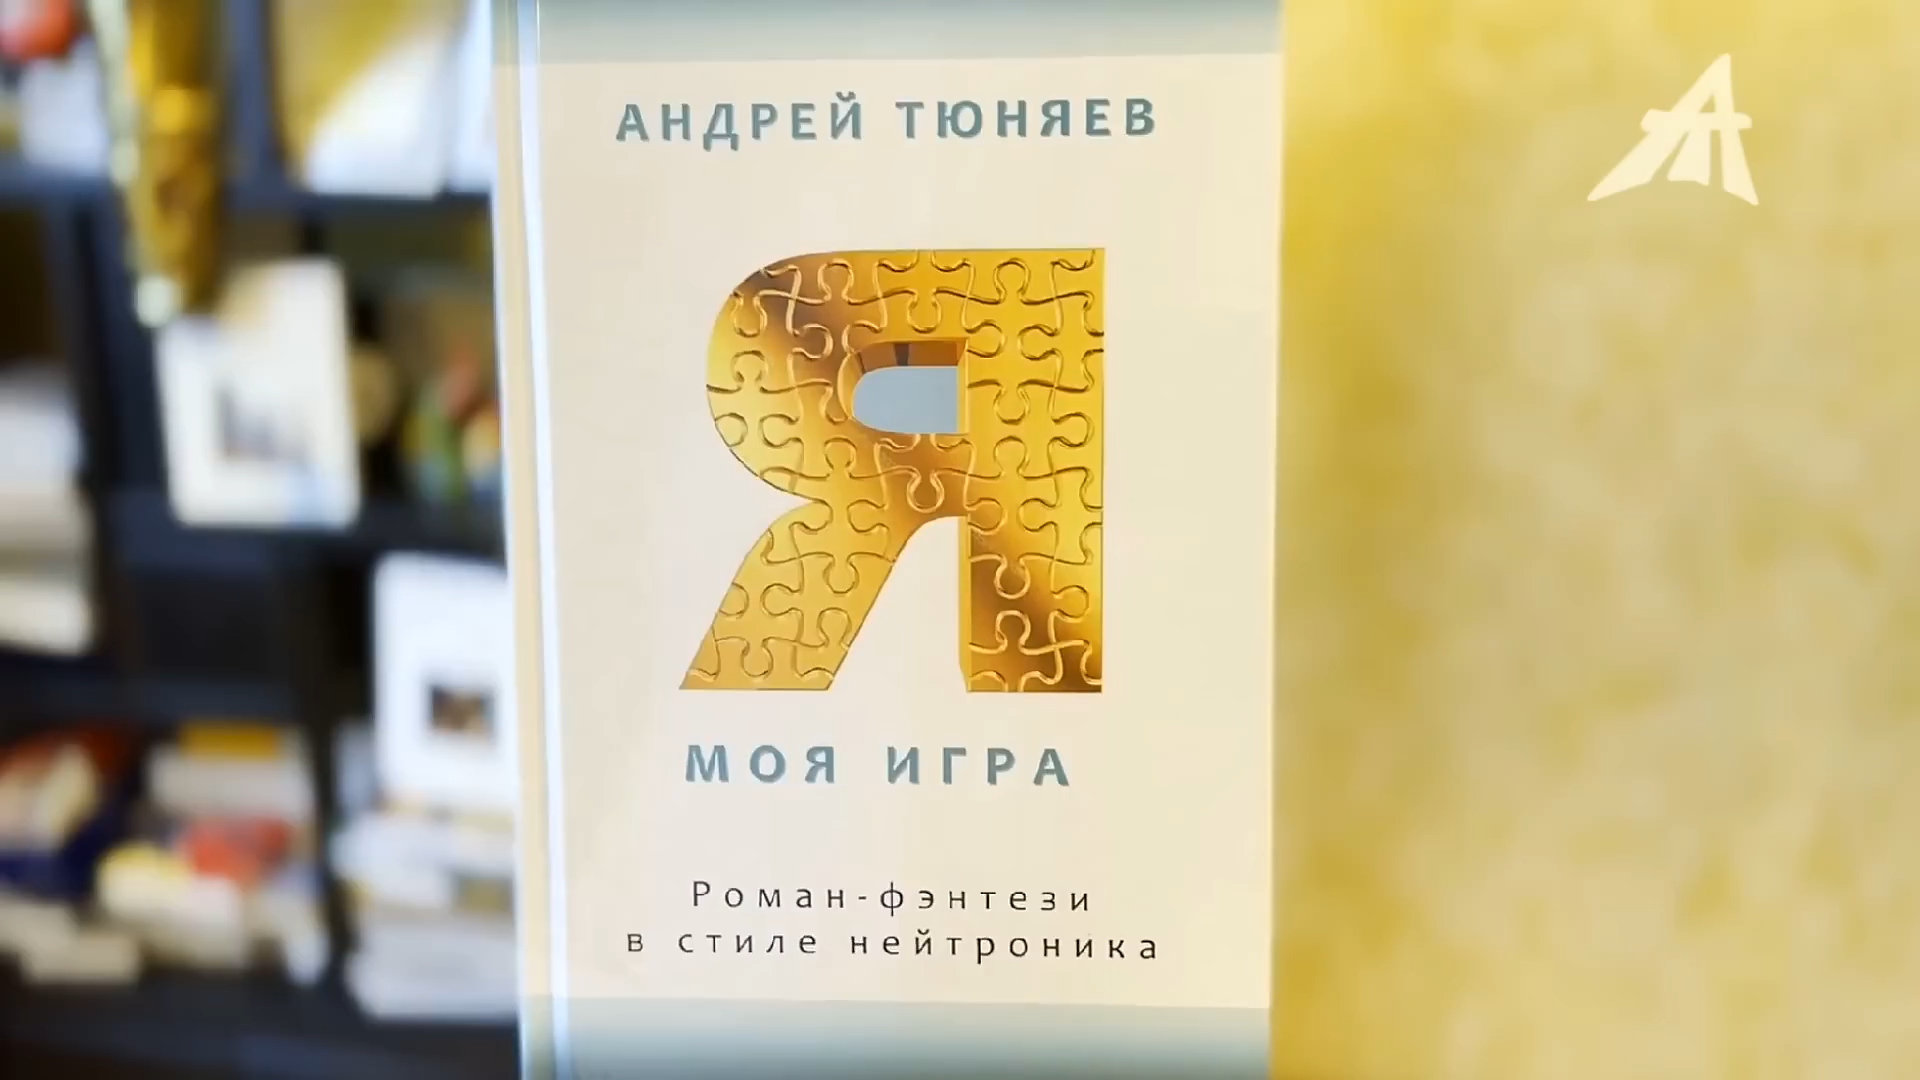 АНДРЕЙ ТЮНЯЕВ
Я
МОЯ ИГРА
Роман-фэнтези
в стиле нейтроника